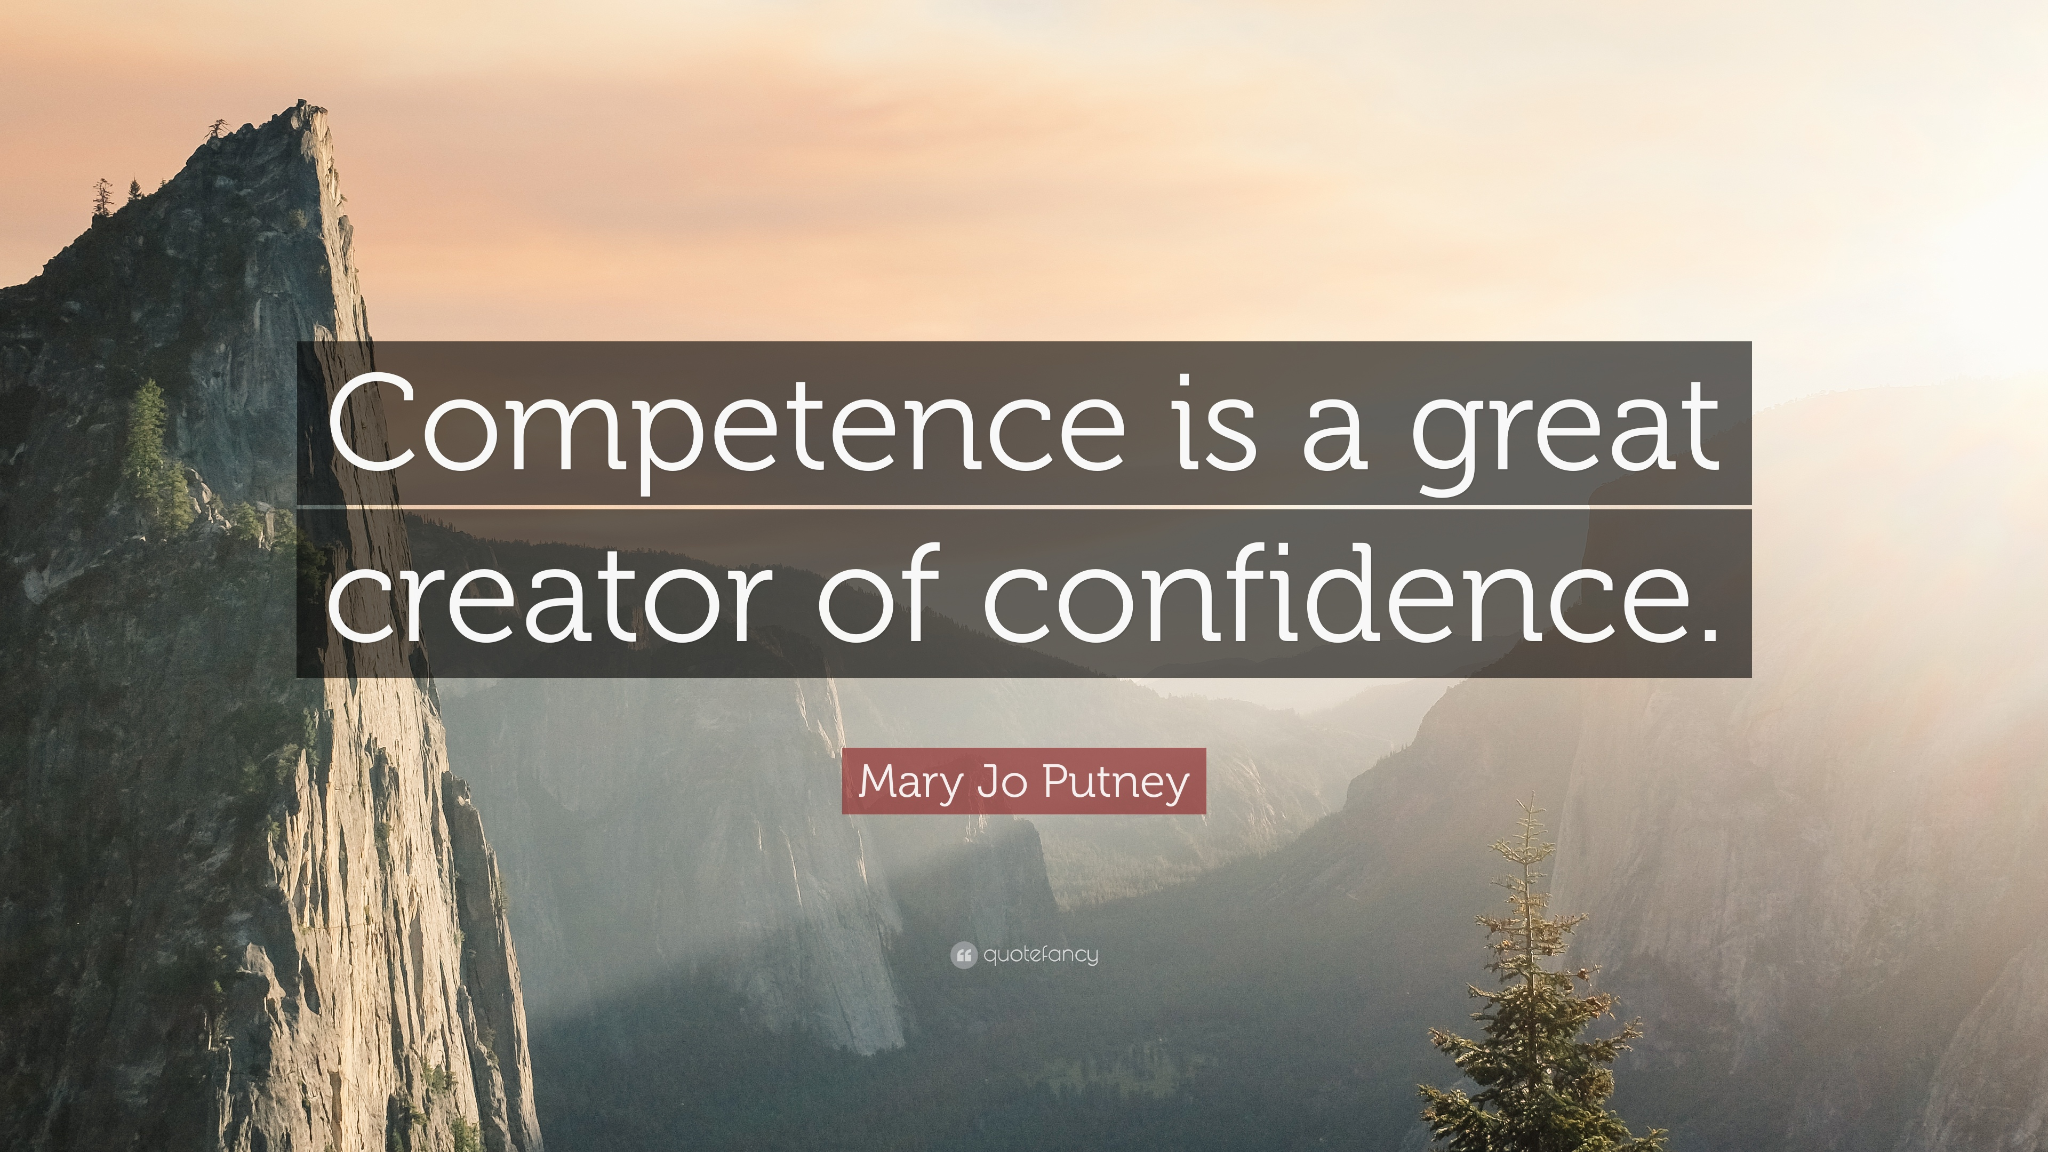 Competence is a great
creator of confidence.
Mary Jo Putney
quotefancy